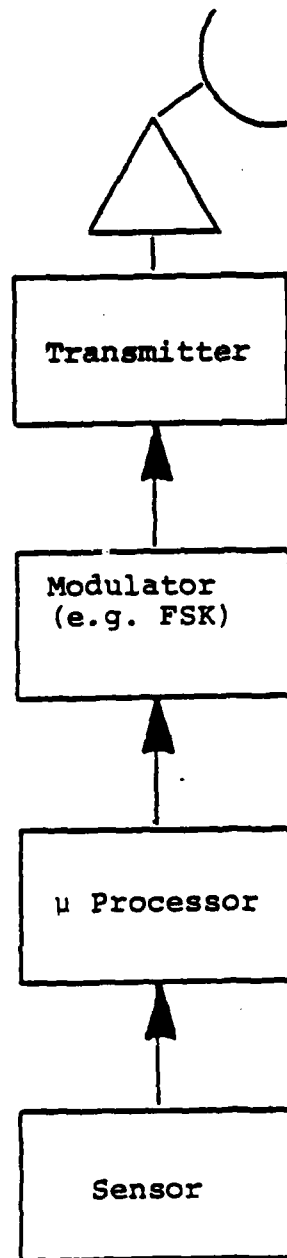 Transmitter
Modulator
(e.g. FSK)
μ Processor
Sensor